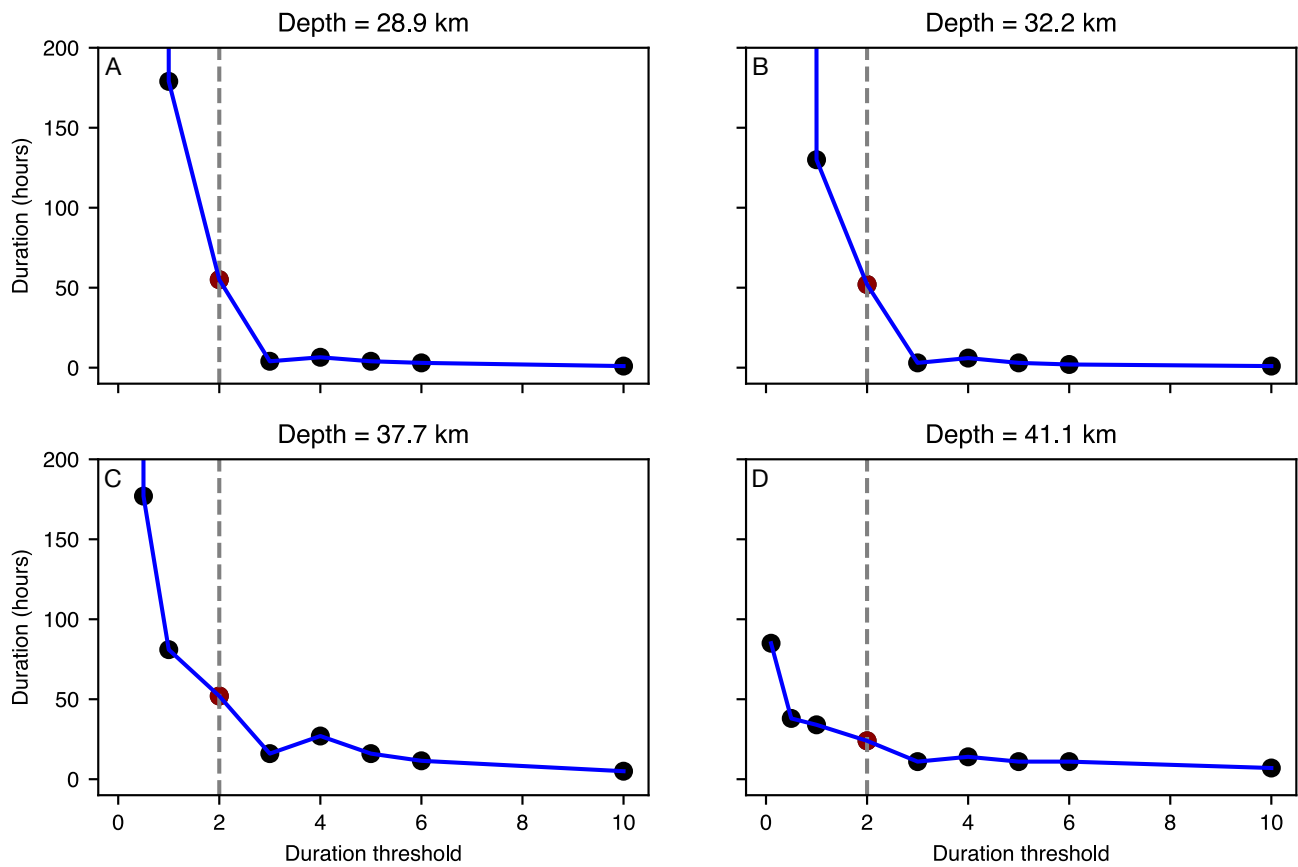 Depth = 28.9 km
A
200
150
100
50
0
Duration (hours)
Depth = 32.2 km
B
Depth = 37.7 km
C
200
150
100
50
0
Duration (hours)
0 2 4 6 8 10
Duration threshold
Depth = 41.1 km
D
0 2 4 6 8 10
Duration threshold